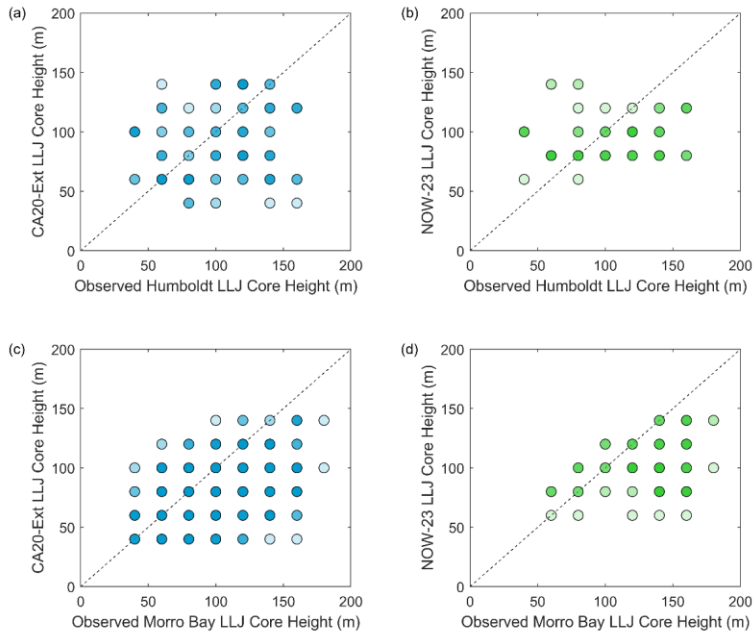 (a)
CA20-Ext LLJ Core Height (m)
200
150
100
50
0
0 50 100 150 200
Observed Humboldt LLJ Core Height (m)
(b)
NOW-23 LLJ Core Height (m)
200
150
100
50
0
0 50 100 150 200
Observed Humboldt LLJ Core Height (m)
(c)
CA20-Ext LLJ Core Height (m)
200
150
100
50
0
0 50 100 150 200
Observed Morro Bay LLJ Core Height (m)
(d)
NOW-23 LLJ Core Height (m)
200
150
100
50
0
0 50 100 150 200
Observed Morro Bay LLJ Core Height (m)